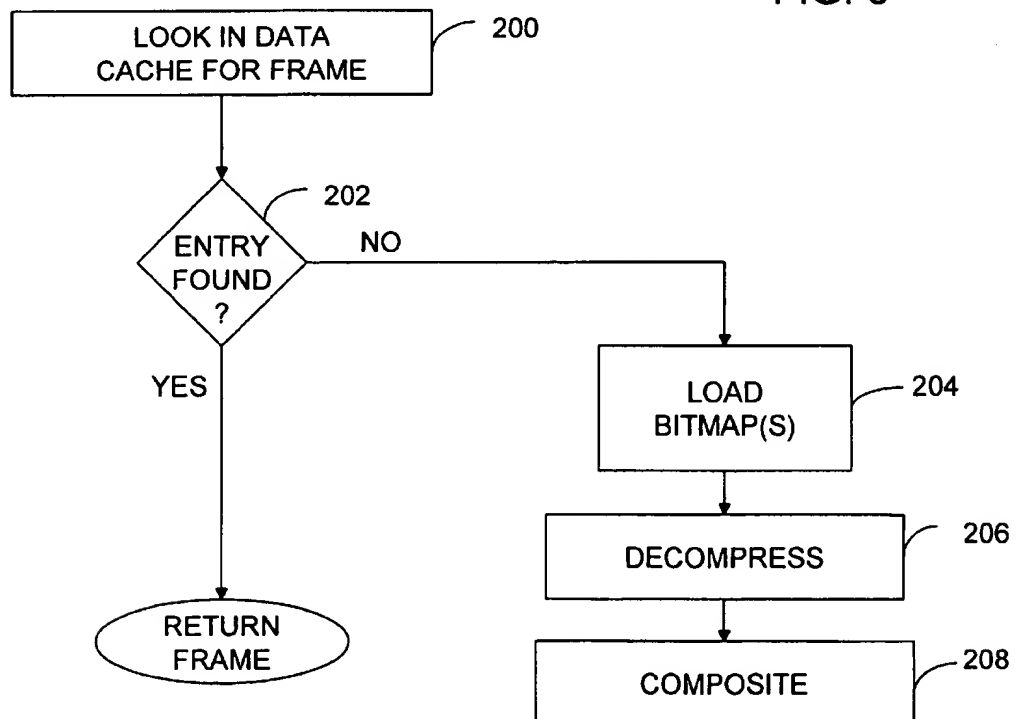 LOOK IN DATA
CACHE FOR FRAME
200
202
ENTRY
FOUND
?
NO
YES
LOAD
BITMAP(S)
204
DECOMPRESS
206
RETURN
FRAME
COMPOSITE
208